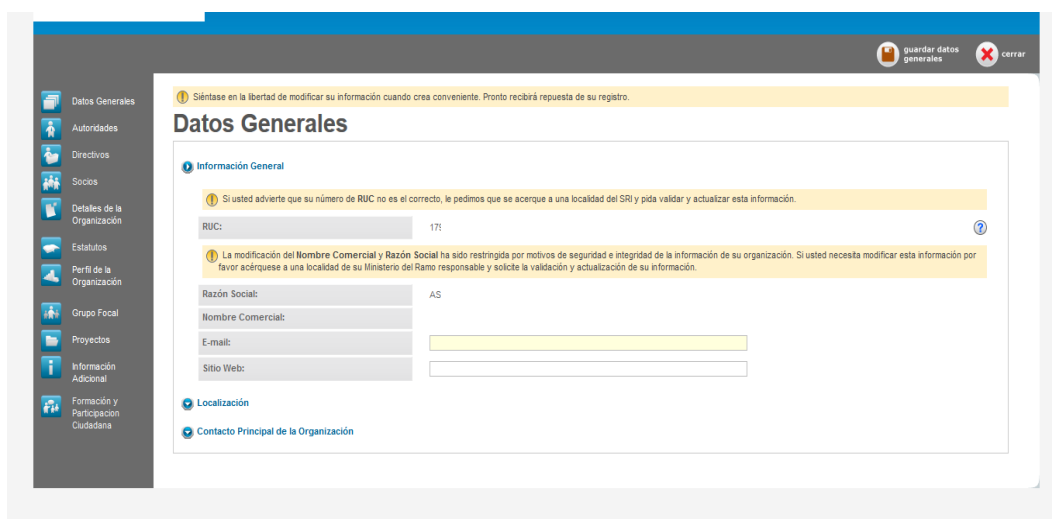 guardar datos
generales
cerrar
Datos Generales
Autoridades
Directivos
Socios
Detalles de la
Organización
Estatutos
Perfil de la
Organización
Grupo Focal
Proyectos
Información
Adicional
Formación y
Participacion
Ciudadana
Siéntase en la libertad de modificar su información cuando crea conveniente. Pronto recibirá repuesta de su registro.
Datos Generales
Información General
Si usted advierte que su número de RUC no es el correcto, le pedimos que se acerque a una localidad del SRI y pida validar y actualizar esta información.
RUC:
179
?
La modificación del Nombre Comercial y Razón Social ha sido restringida por motivos de seguridad e integridad de la información de su organización. Si usted necesita modificar esta información por
favor acérquese a una localidad de su Ministerio del Ramo responsable y solicite la validación y actualización de su información.
Razón Social:
AS
Nombre Comercial:
E-mail:
Sitio Web:
Localización
Contacto Principal de la Organización